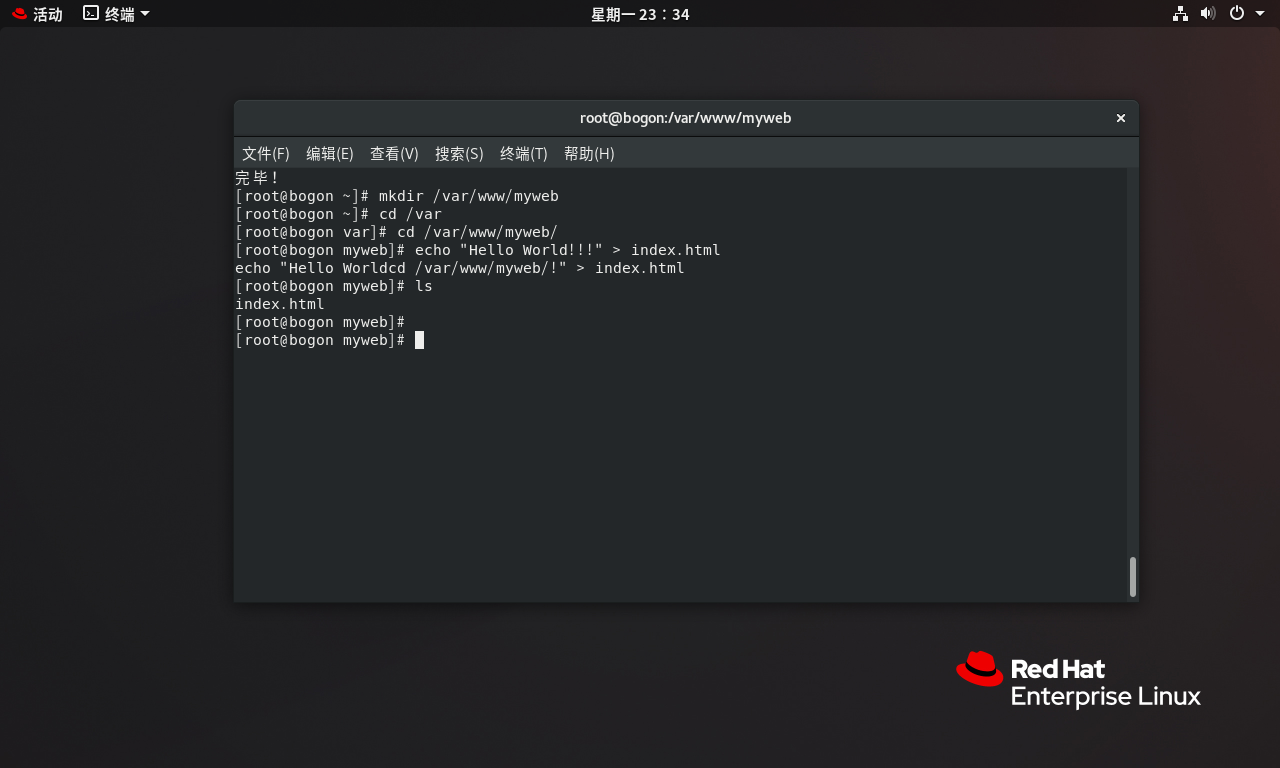 活动 终端 星期一 23：34
root@bogon:/var/www/myweb
文件(F) 编辑(E) 查看(V) 搜索(S) 终端(T) 帮助(H)
完毕！
[root@bogon ~]# mkdir /var/www/myweb
[root@bogon ~]# cd /var
[root@bogon var]# cd /var/www/myweb/
[root@bogon myweb]# echo "Hello World!!!" > index.html
echo "Hello Worldcd /var/www/myweb/!" > index.html
[root@bogon myweb]# ls
index.html
[root@bogon myweb]#
[root@bogon myweb]#
Red Hat
Enterprise Linux